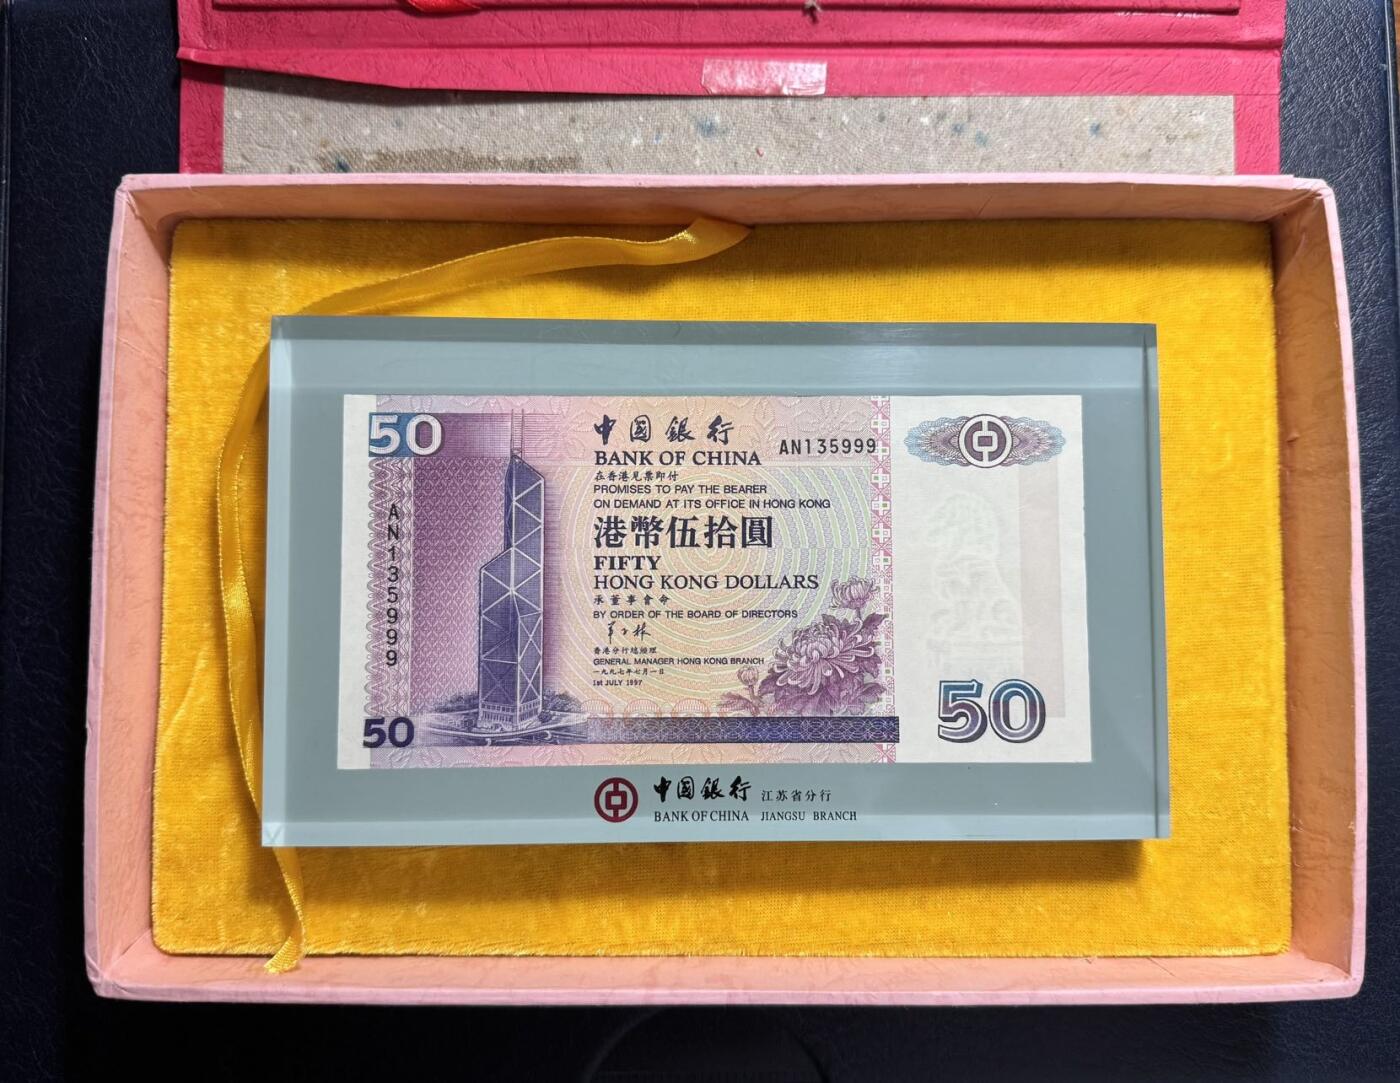 50
中國銀行
BANK OF CHINA
AN135999
在香港見票即付
PROMISES TO PAY THE BEARER
ON DEMAND AT ITS OFFICE IN HONG KONG
港幣伍拾圓
FIFTY
HONG KONG DOLLARS
承董事會命
BY ORDER OF THE BOARD OF DIRECTORS
香港分行總經理
GENERAL MANAGER HONG KONG BRANCH
一九九七年七月一日
1st JULY 1997
AN135999
50
50
中國銀行 江苏省分行
BANK OF CHINA JIANGSU BRANCH